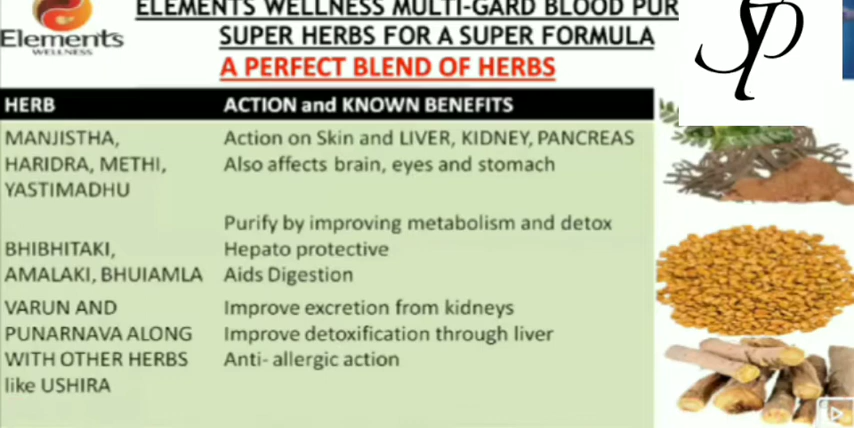 ELEMENTS WELLNESS MULTI-GARD BLOOD PUR
SUPER HERBS FOR A SUPER FORMULA
A PERFECT BLEND OF HERBS
Elements
WELLNESS
HERB ACTION and KNOWN BENEFITS
MANJISTHA, Action on Skin and LIVER, KIDNEY, PANCREAS
HARIDRA, METHI, Also affects brain, eyes and stomach
YASTIMADHU
Purify by improving metabolism and detox
BHIBHITAKI, Hepato protective
AMALAKI, BHUIAMLA Aids Digestion
VARUN AND Improve excretion from kidneys
PUNARNAVA ALONG Improve detoxification through liver
WITH OTHER HERBS Anti- allergic action
like USHIRA